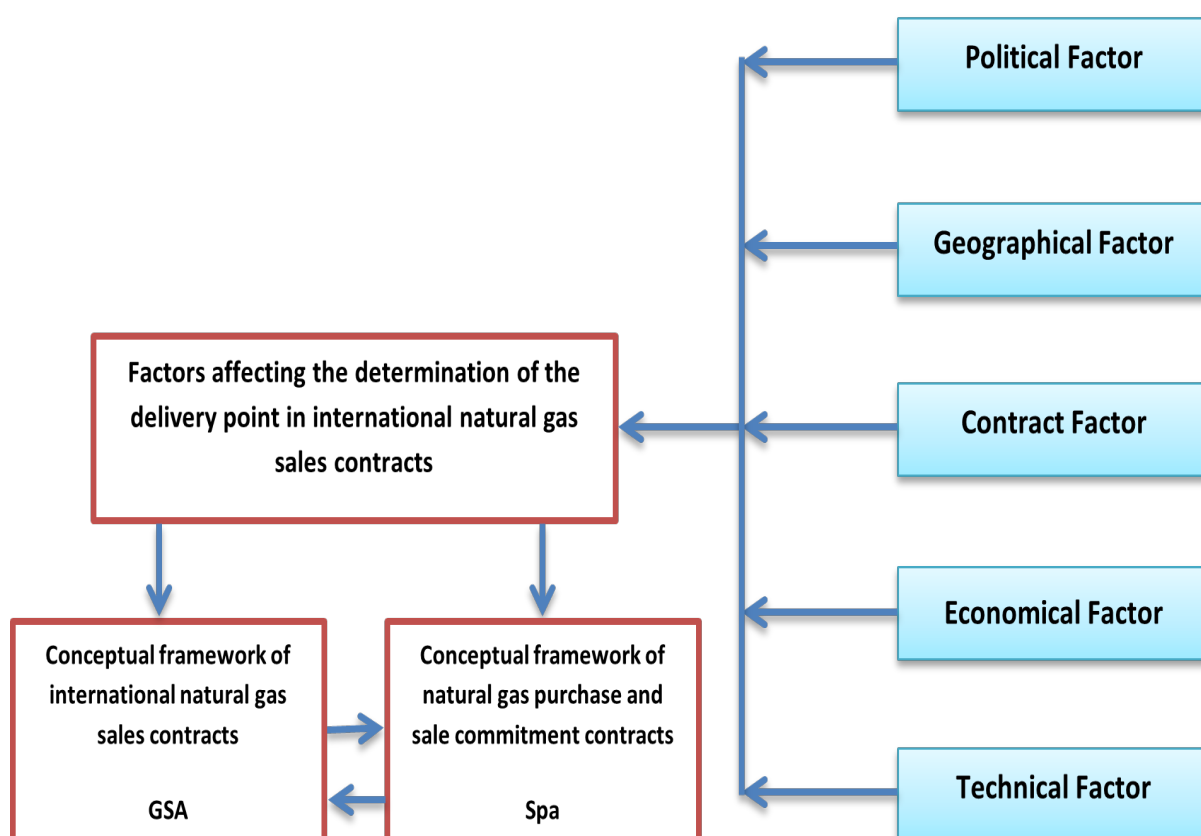 Political Factor
Geographical Factor
Factors affecting the determination of the
delivery point in international natural gas
sales contracts
Contract Factor
Economical Factor
Conceptual framework of
international natural gas
sales contracts
GSA
Conceptual framework of
natural gas purchase and
sale commitment contracts
Spa
Technical Factor